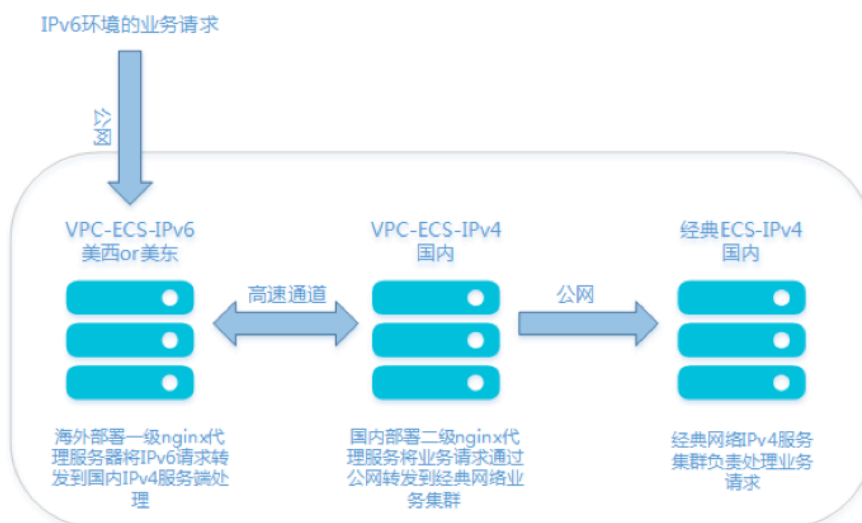 IPv6环境的业务请求
公网
VPC-ECS-IPv6
美西or美东
VPC-ECS-IPv4
国内
经典ECS-IPv4
国内
高速通道
公网
海外部署一级nginx代
理服务器将IPv6请求转
发到国内IPv4服务端处
理
国内部署二级nginx代
理服务将业务请求通过
公网转发到经典网络业
务集群
经典网络IPv4服务
集群负责处理业务
请求